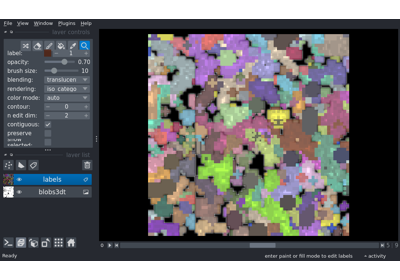 File View Window Plugins Help
layer controls
label: 1
opacity: 0.70
brush size: 10
blending: translucen
rendering: iso_catego
color mode: auto
contour: 0
n edit dim: 2
contiguous:
preserve
selected:
layer list
labels
blobs3dt
enter paint or fill mode to edit labels
activity